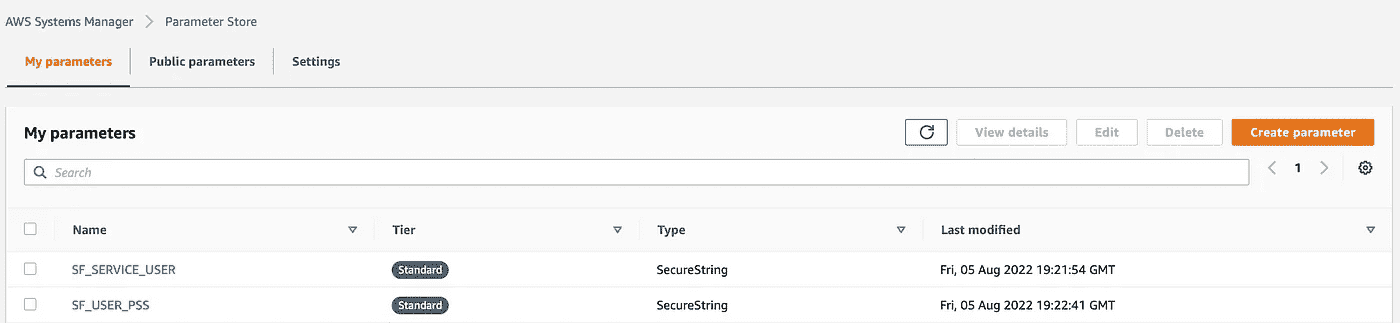 AWS Systems Manager > Parameter Store
My parameters Public parameters Settings
My parameters View details Edit Delete Create parameter
Search 1
Name Tier Type Last modified
SF_SERVICE_USER Standard SecureString Fri, 05 Aug 2022 19:21:54 GMT
SF_USER_PSS Standard SecureString Fri, 05 Aug 2022 19:22:41 GMT